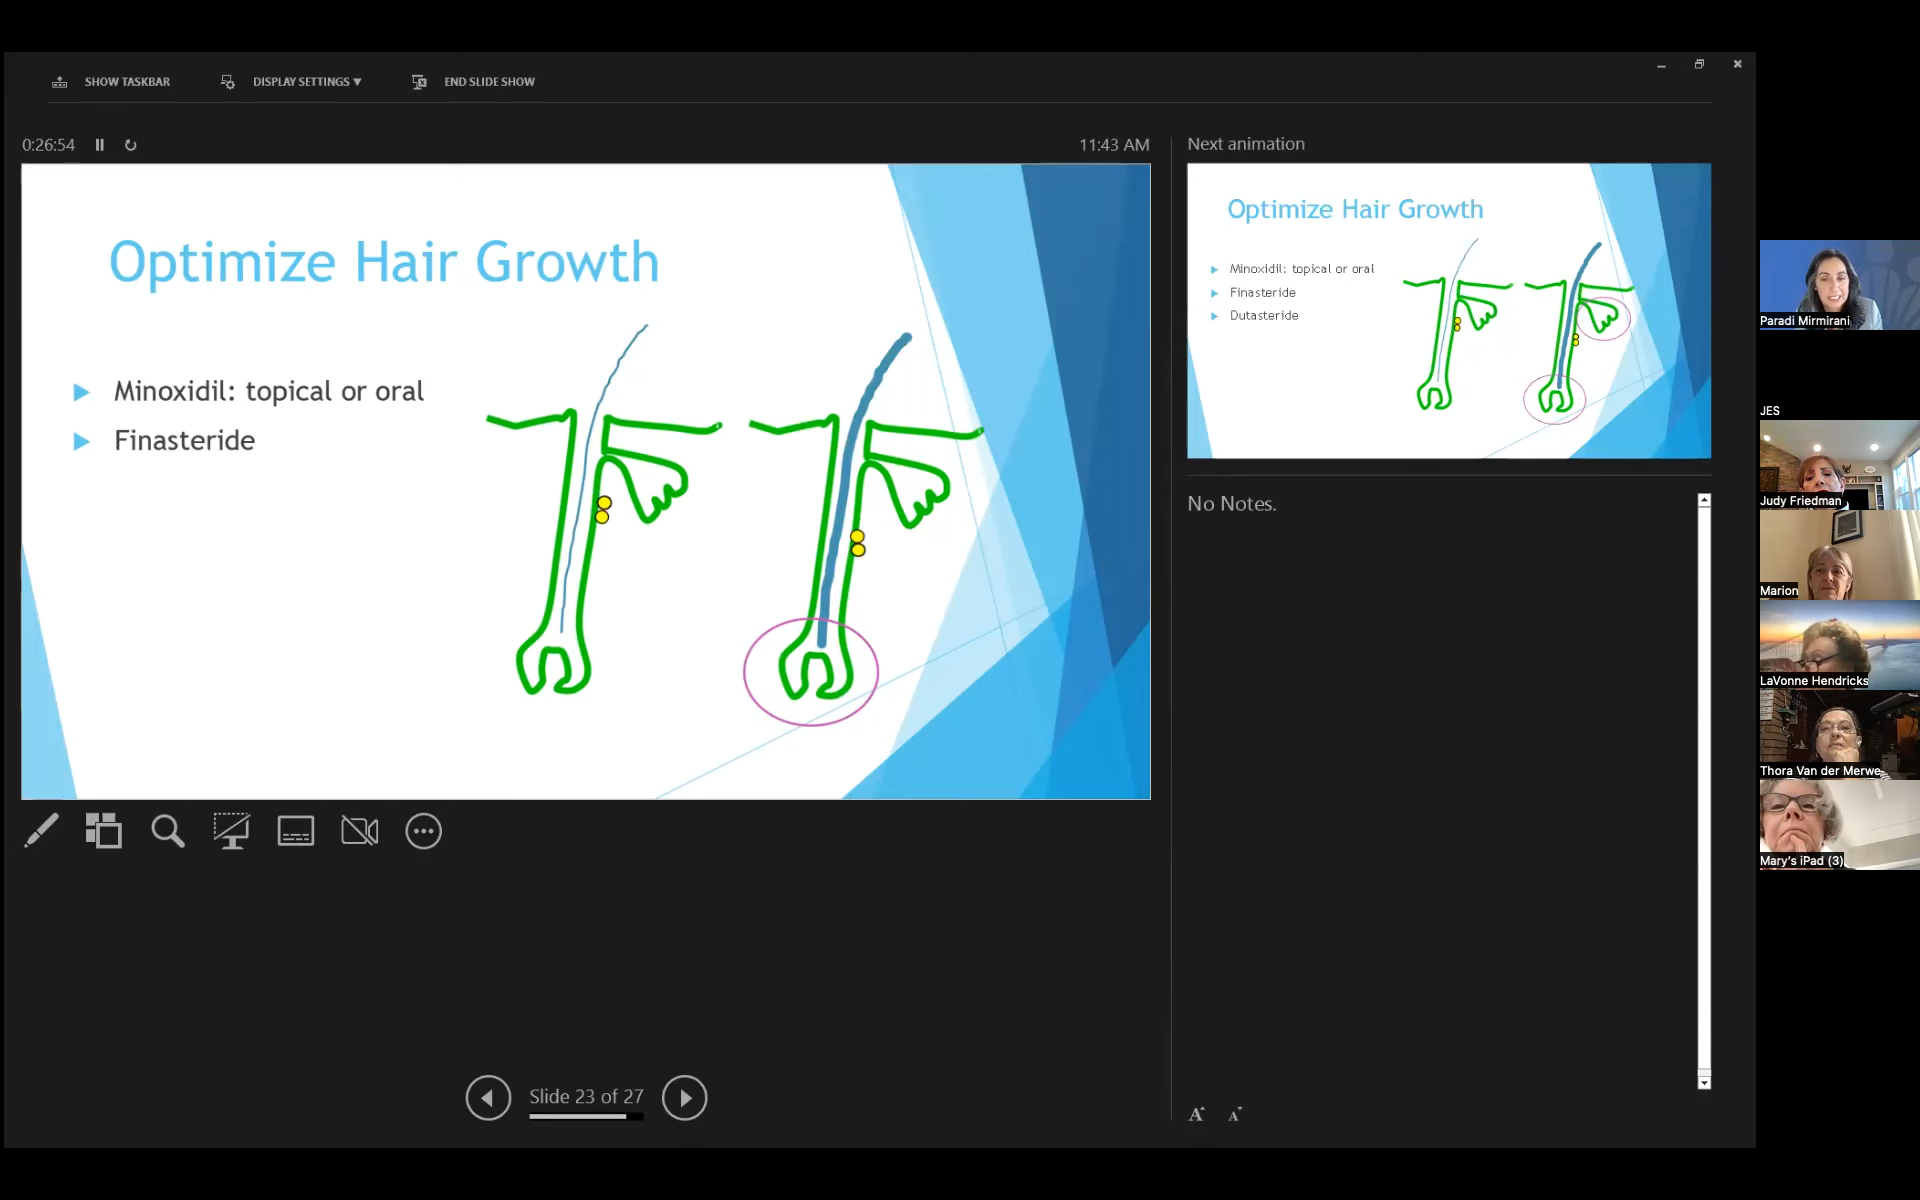 SHOW TASKBAR
DISPLAY SETTINGS ▼
END SLIDE SHOW
0:26:54
11:43 AM
Optimize Hair Growth
Minoxidil: topical or oral
Finasteride
Next animation
Optimize Hair Growth
Minoxidil: topical or oral
Finasteride
Dutasteride
No Notes.
Slide 23 of 27
A
A
Paradi Mirmirani
JES
Judy Friedman
Marion
LaVonne Hendricks
Thora Van der Merwe
Mary's iPad (3)